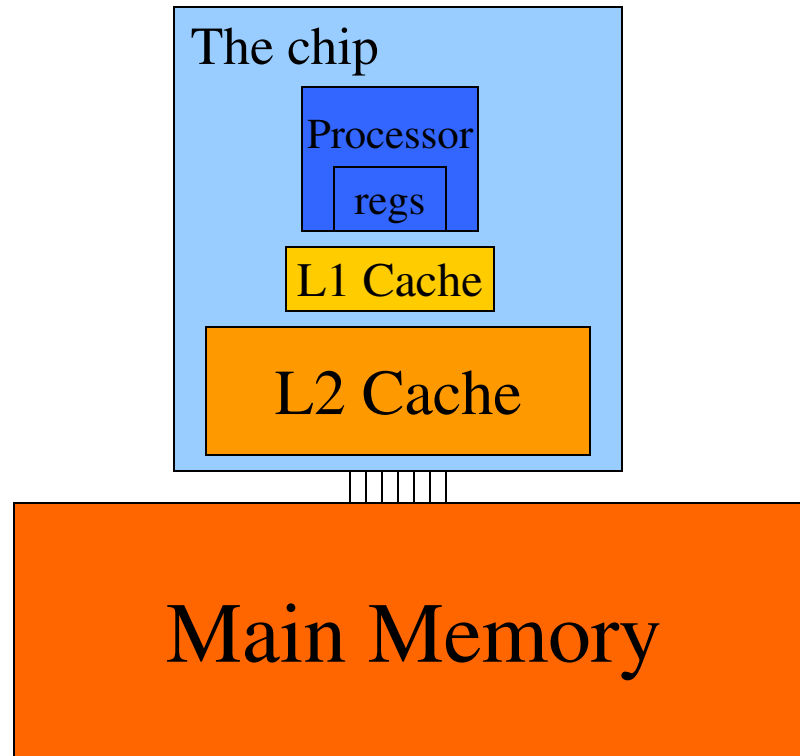 The chip
Processor
regs
L1 Cache
L2 Cache
Main Memory